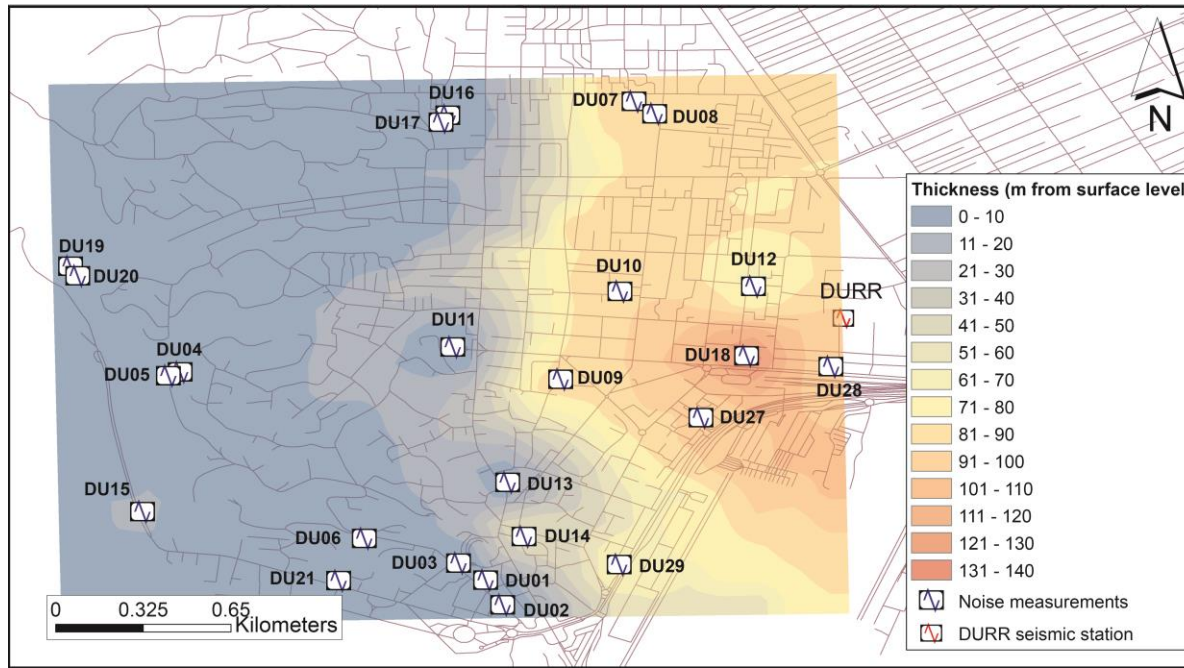 DU16
DU17
DU07
DU08
N
DU19
DU20
DU10
DU12
DURR
DU11
DU04
DU05
DU18
DU09
DU28
DU27
DU13
DU15
DU14
DU06
DU03
DU29
DU21
DU01
DU02
0 0.325 0.65
Kilometers
Thickness (m from surface level
0 - 10
11 - 20
21 - 30
31 - 40
41 - 50
51 - 60
61 - 70
71 - 80
81 - 90
91 - 100
101 - 110
111 - 120
121 - 130
131 - 140
Noise measurements
DURR seismic station